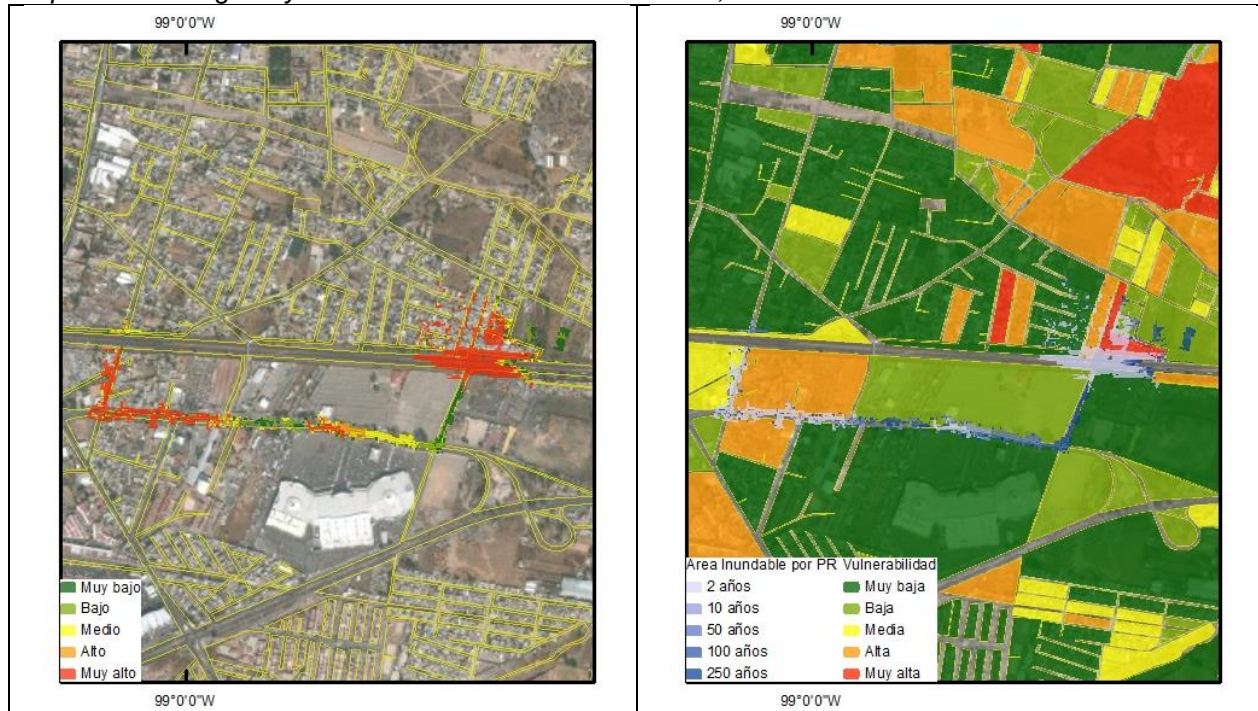 99°0'0"W
99°0'0"W
Muy bajo
Bajo
Medio
Alto
Muy alto
Area Inundable por PR Vulnerabilidad
2 años Muy baja
10 años Baja
50 años Media
100 años Alta
250 años Muy alta
99°0'0"W
99°0'0"W